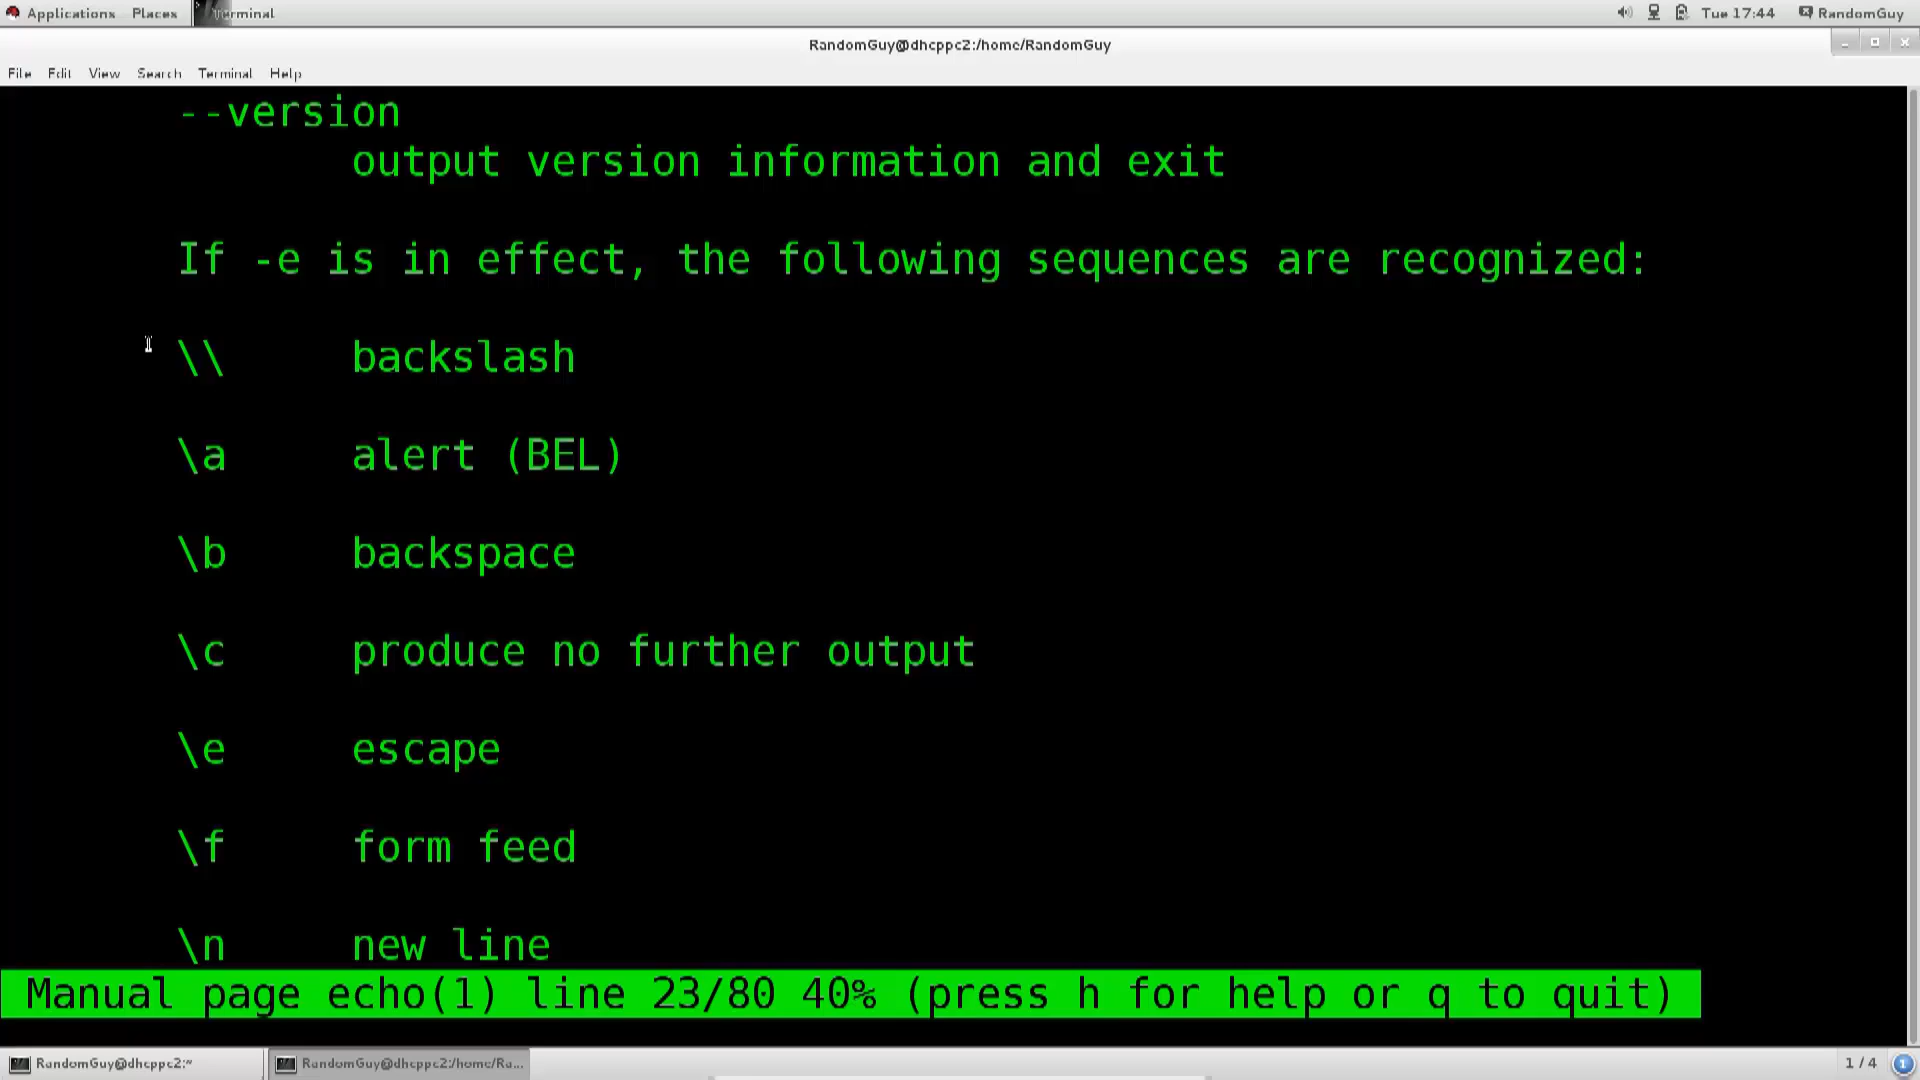 Applications Places Terminal Tue 17:44 RandomGuy
RandomGuy@dhcppc2:/home/RandomGuy
File Edit View Search Terminal Help
--version
output version information and exit
If -e is in effect, the following sequences are recognized:
\\ backslash
\a alert (BEL)
\b backspace
\c produce no further output
\e escape
\f form feed
\n new line
Manual page echo(1) line 23/80 40% (press h for help or q to quit)
RandomGuy@dhcppc2:~ RandomGuy@dhcppc2:/home/Ra... 1 / 4 1